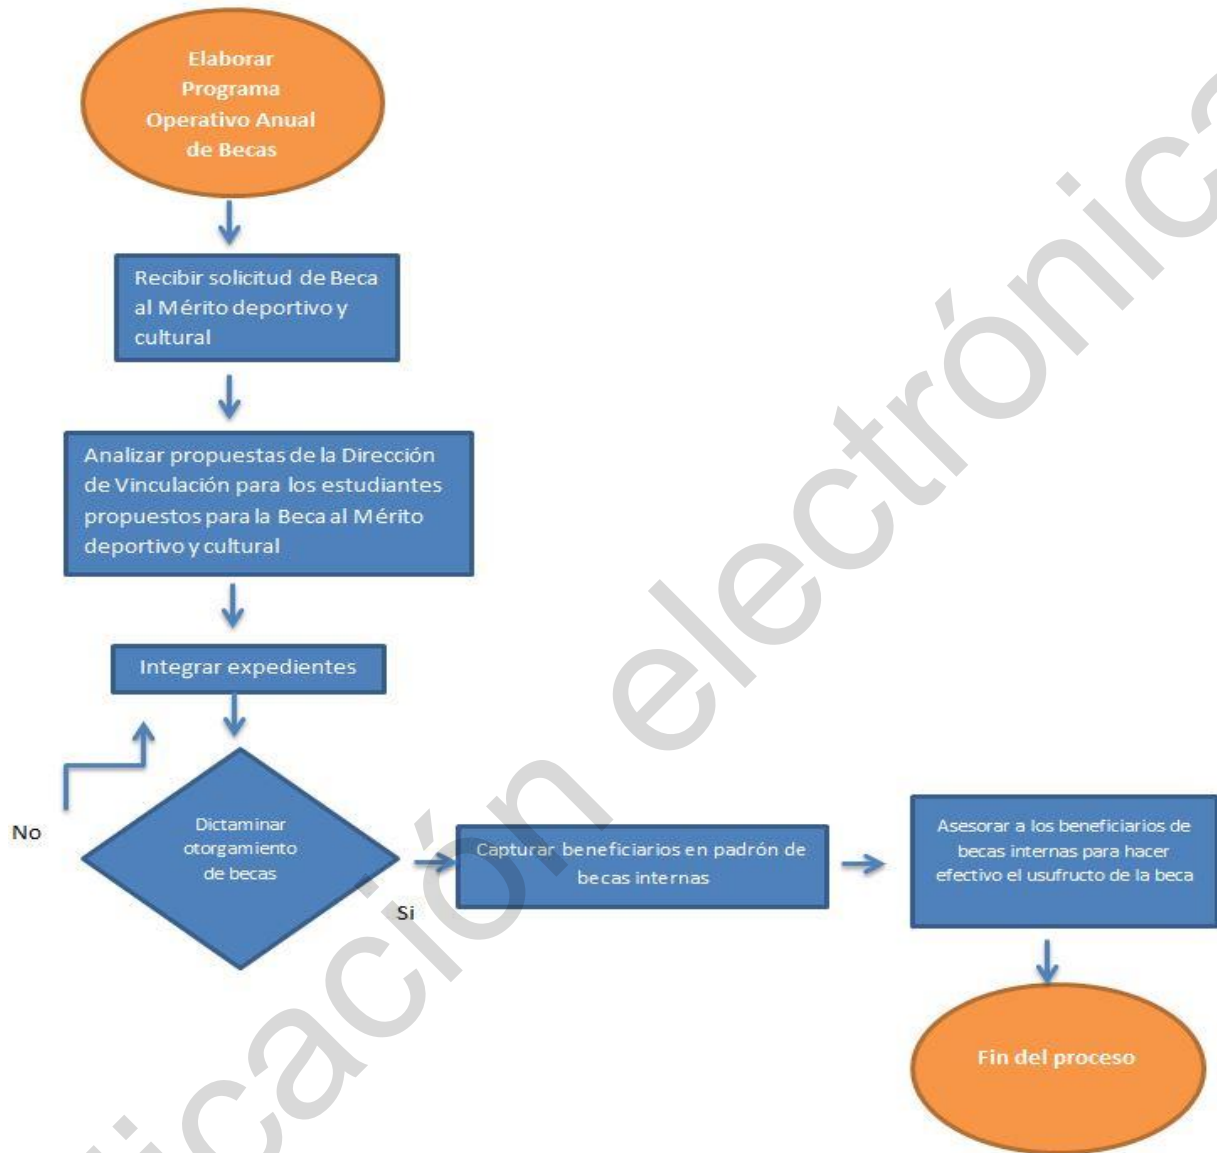 Elaborar
Programa
Operativo Anual
de Becas
Recibir solicitud de Beca
al Mérito deportivo y
cultural
Analizar propuestas de la Dirección
de Vinculación para los estudiantes
propuestos para la Beca al Mérito
deportivo y cultural
Integrar expedientes
No
Dictaminar
otorgamiento
de becas
Si
Capturar beneficiarios en padrón de
becas internas
Asesorar a los beneficiarios de
becas internas para hacer
efectivo el usufructo de la beca
Fin del proceso
electrónica